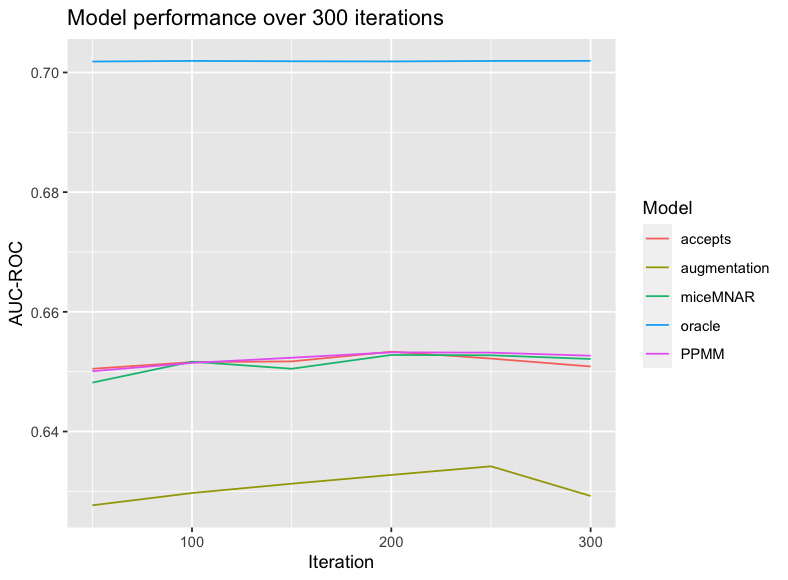 Model performance over 300 iterations
0.70
0.68
0.66
0.64
AUC-ROC
100 200 300
Iteration
Model
accepts
augmentation
miceMNAR
oracle
PPMM